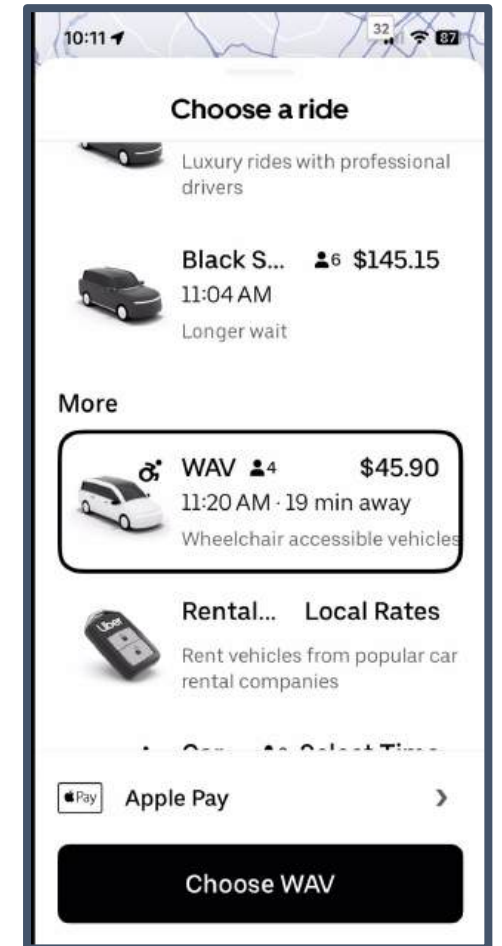 10:11
32
87
Choose a ride
Luxury rides with professional
drivers
Black S... 6 $145.15
11:04 AM
Longer wait
More
WAV 4 $45.90
11:20 AM · 19 min away
Wheelchair accessible vehicles
Uber
Rental... Local Rates
Rent vehicles from popular car
rental companies
Select Time
Pay Apple Pay
Choose WAV